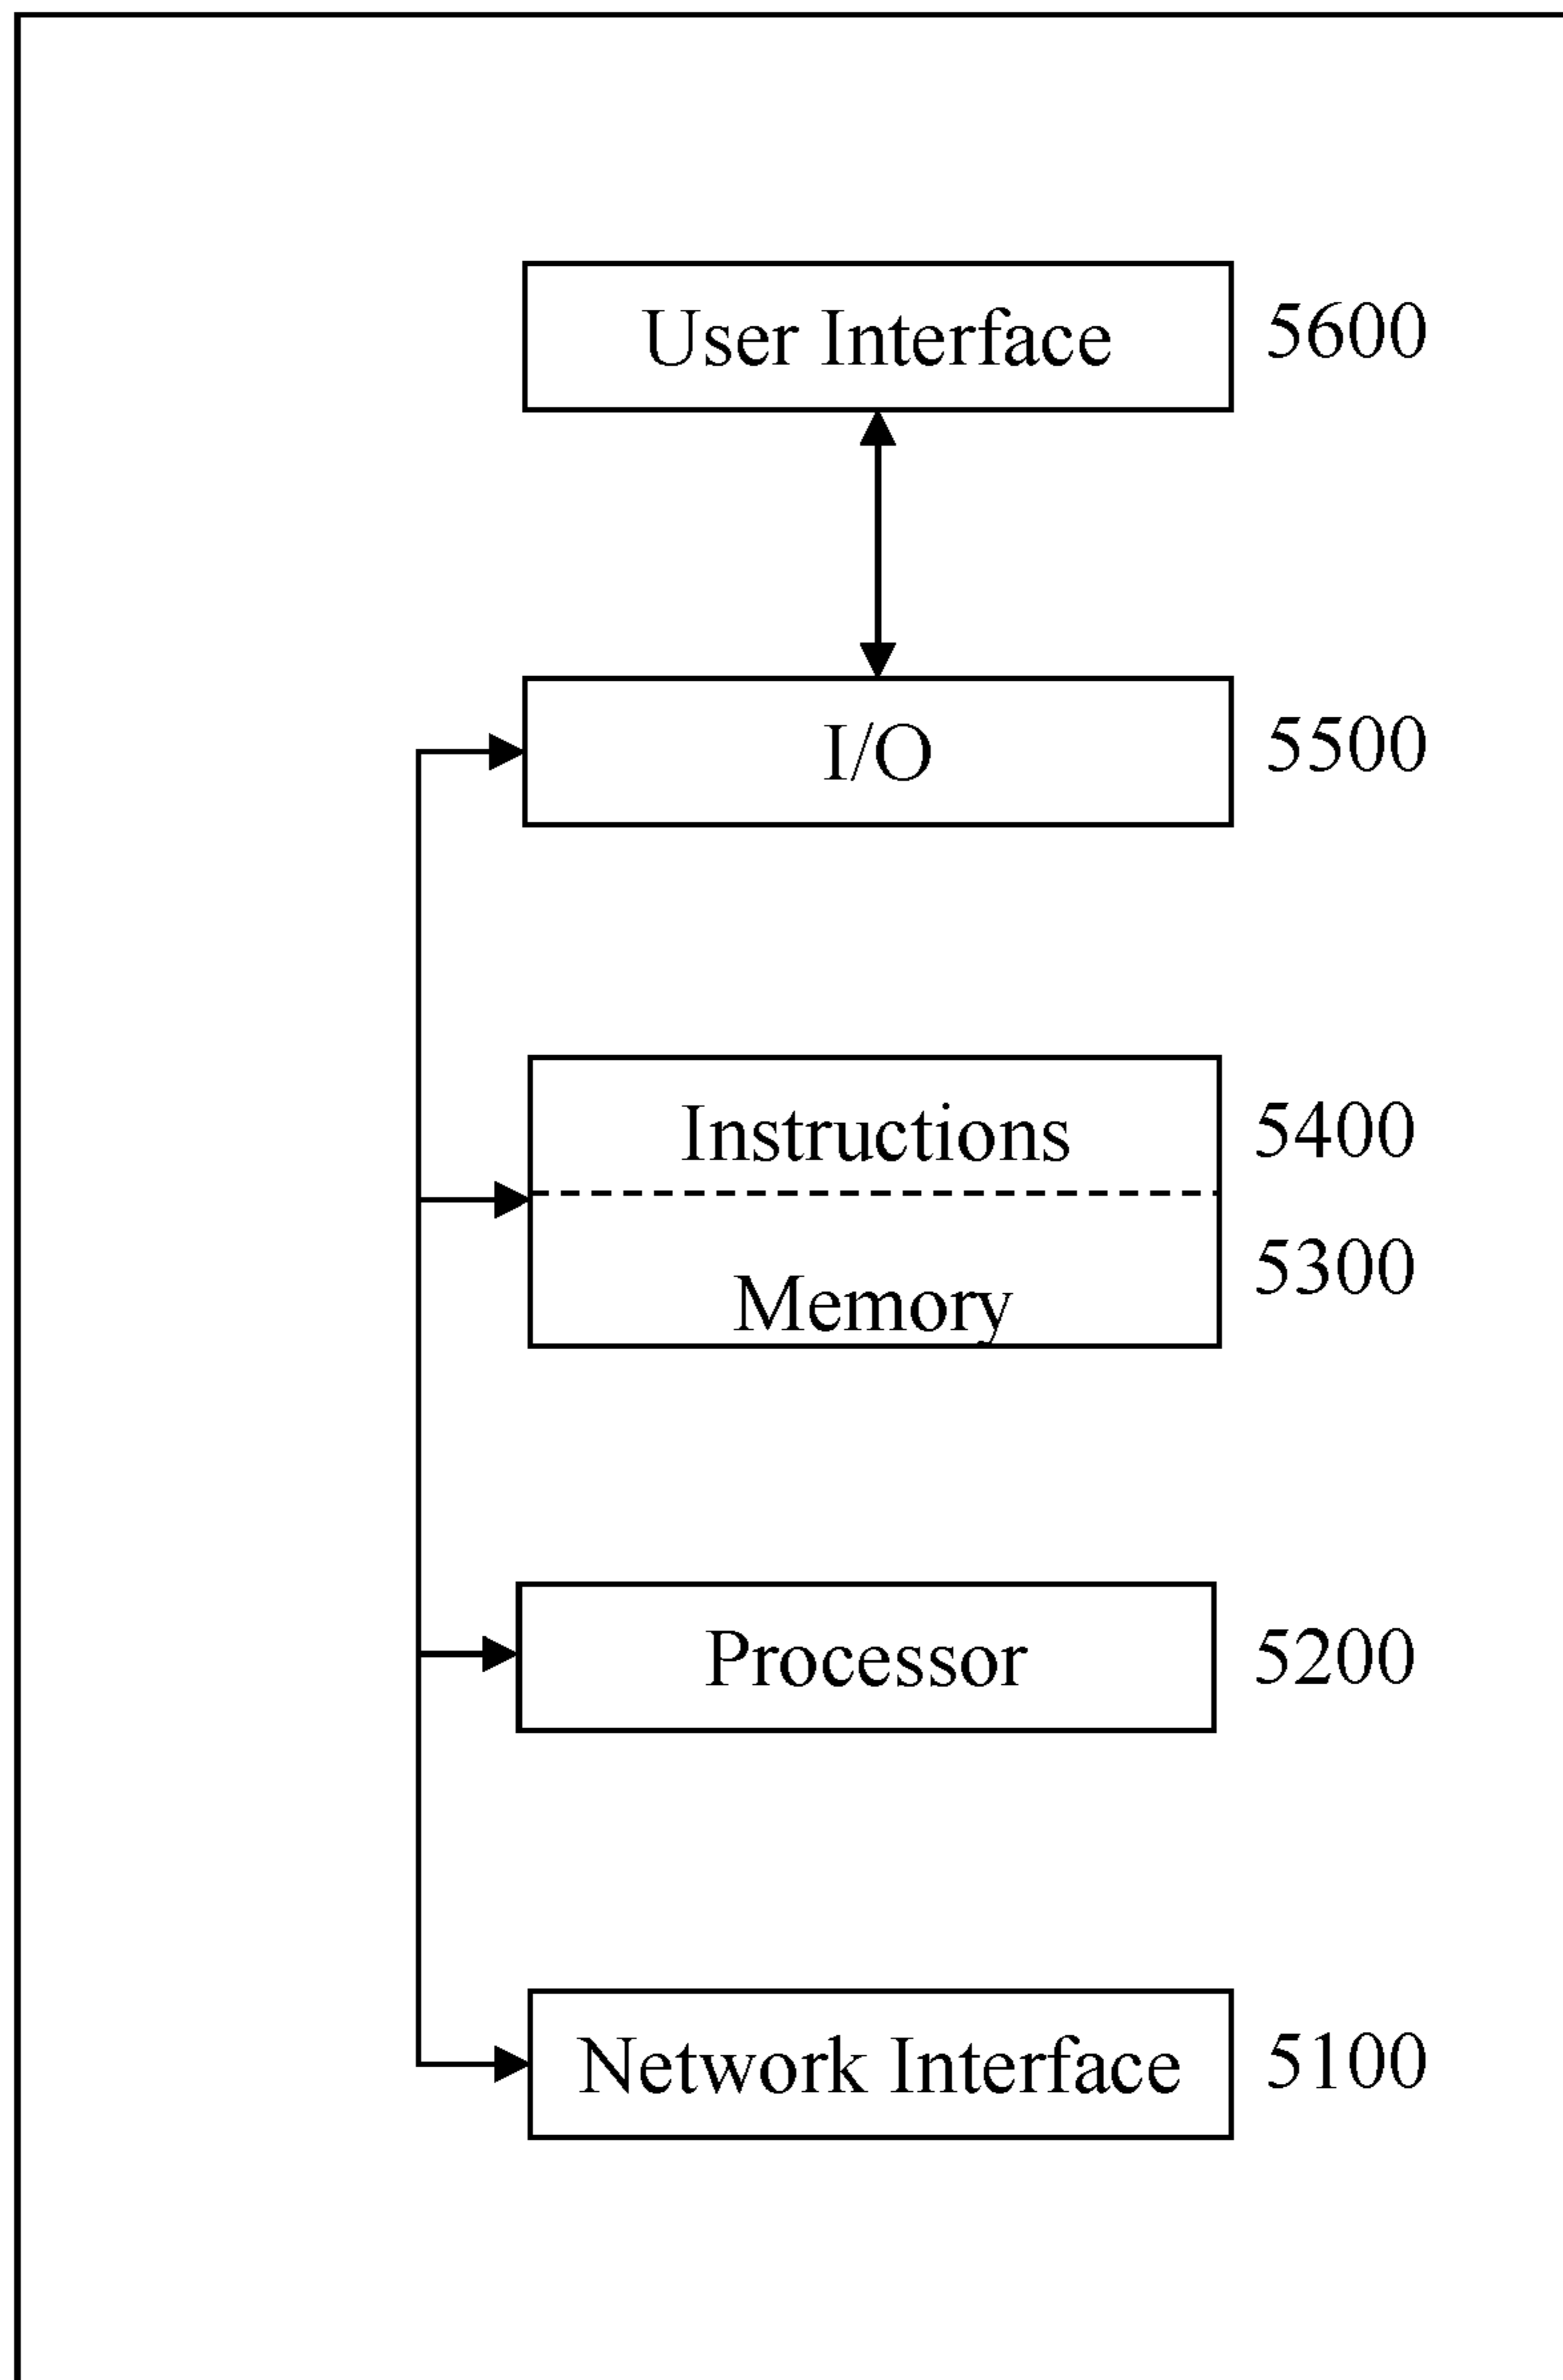 User Interface 5600
I/O 5500
Instructions 5400
Memory 5300
Processor 5200
Network Interface 5100